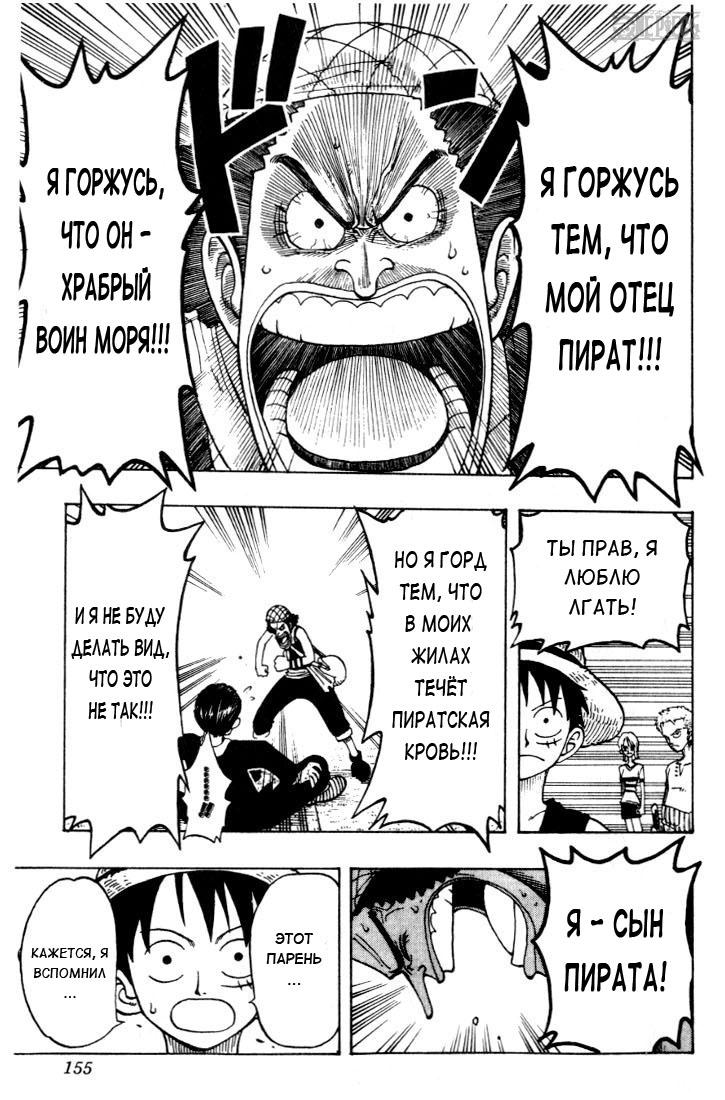 Я ГОРЖУСЬ
ТЕМ, ЧТО
МОЙ ОТЕЦ
ПИРАТ!!!
ド
ン
Я ГОРЖУСЬ,
ЧТО ОН -
ХРАБРЫЙ
ВОИН МОРЯ!!!
ТЫ ПРАВ, Я
ЛЮБЛЮ
ЛГАТЬ!
НО Я ГОРД
ТЕМ, ЧТО
В МОИХ
ЖИЛАХ
ТЕЧЁТ
ПИРАТСКАЯ
КРОВЬ!!!
И Я НЕ БУДУ
ДЕЛАТЬ ВИД,
ЧТО ЭТО
НЕ ТАК!!!
Я - СЫН
ПИРАТА!
ЭТОТ
ПАРЕНЬ
...
КАЖЕТСЯ, Я
ВСПОМНИЛ
...
155